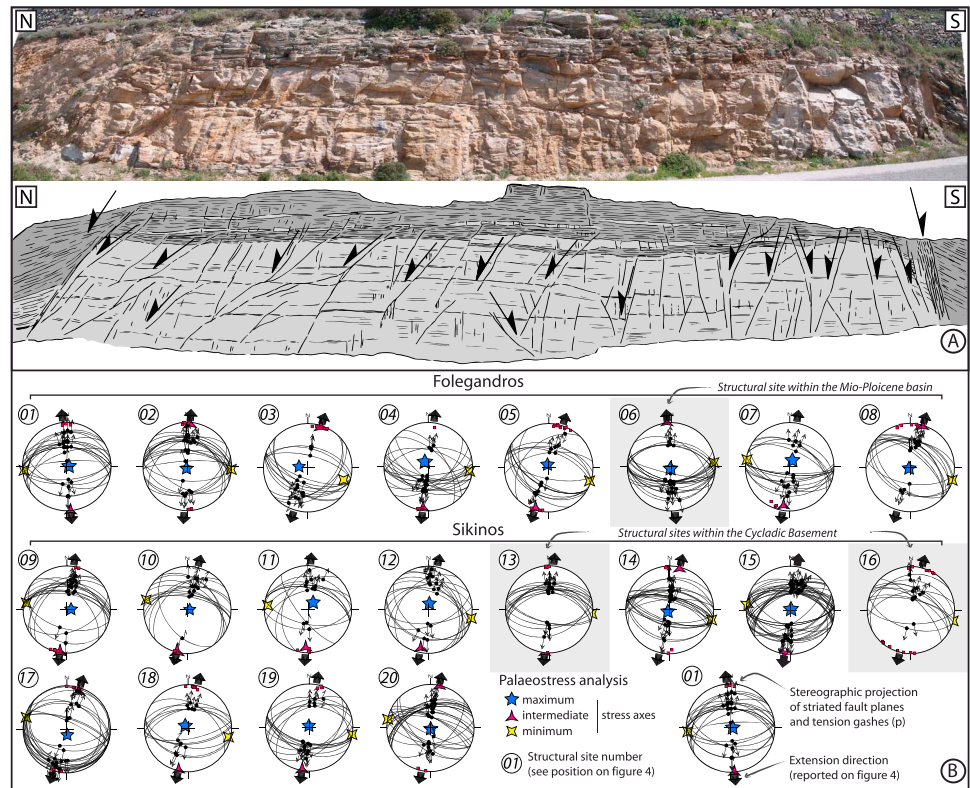 N
S
N
S
A
Folegandros
Structural site within the Mio-Ploicene basin
01 02 03 04 05 06 07 08
Sikinos
Structural sites within the Cycladic Basement
09 10 11 12 13 14 15 16
17 18 19 20
Palaeostress analysis
maximum
intermediate
minimum
stress axes
01 Structural site number
(see position on figure 4)
01
Stereographic projection
of striated fault planes
and tension gashes (p)
Extension direction
(reported on figure 4)
B